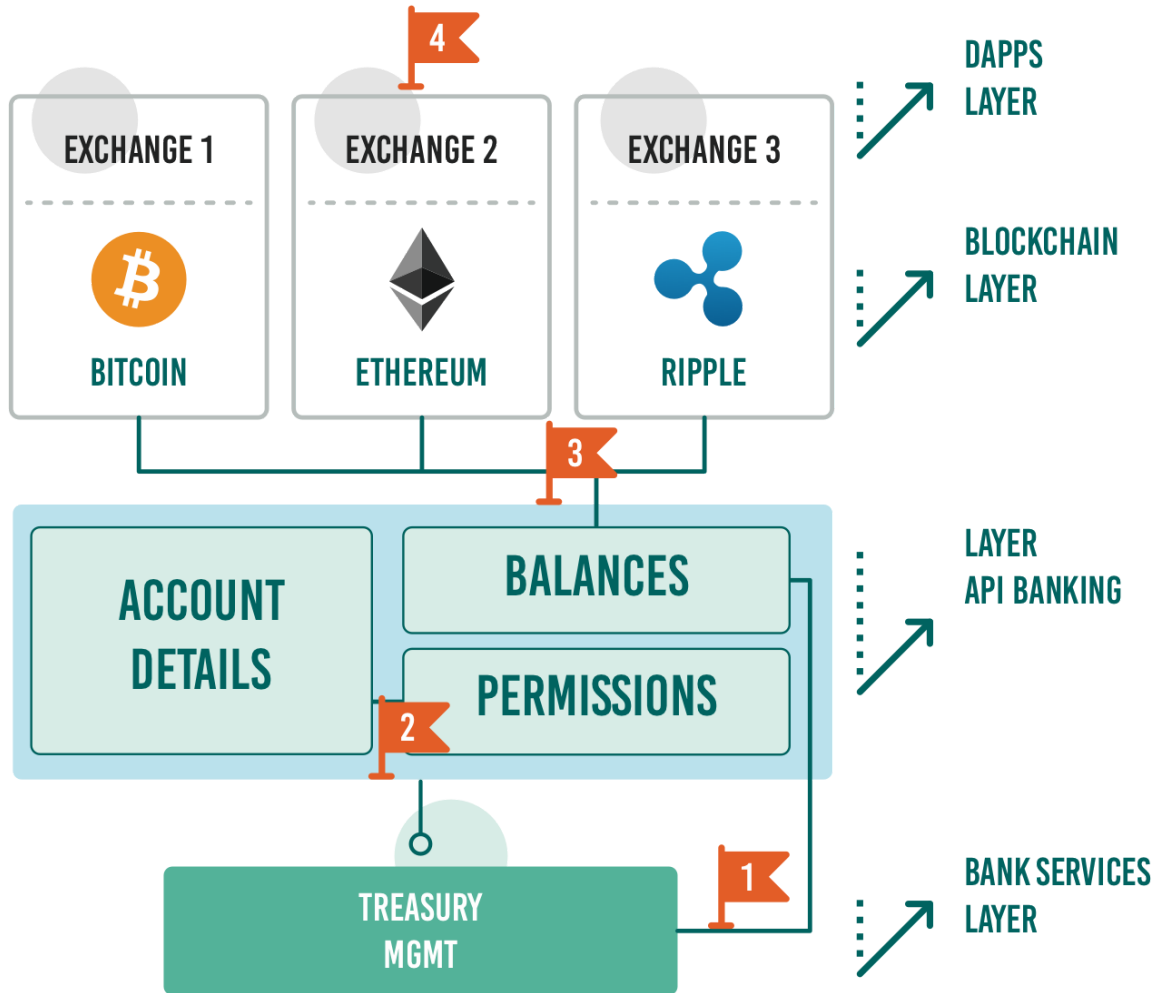 4
DAPPS
LAYER
EXCHANGE 1
EXCHANGE 2
EXCHANGE 3
BLOCKCHAIN
LAYER
BITCOIN
ETHEREUM
RIPPLE
3
ACCOUNT
DETAILS
BALANCES
PERMISSIONS
2
LAYER
API BANKING
1
TREASURY
MGMT
BANK SERVICES
LAYER